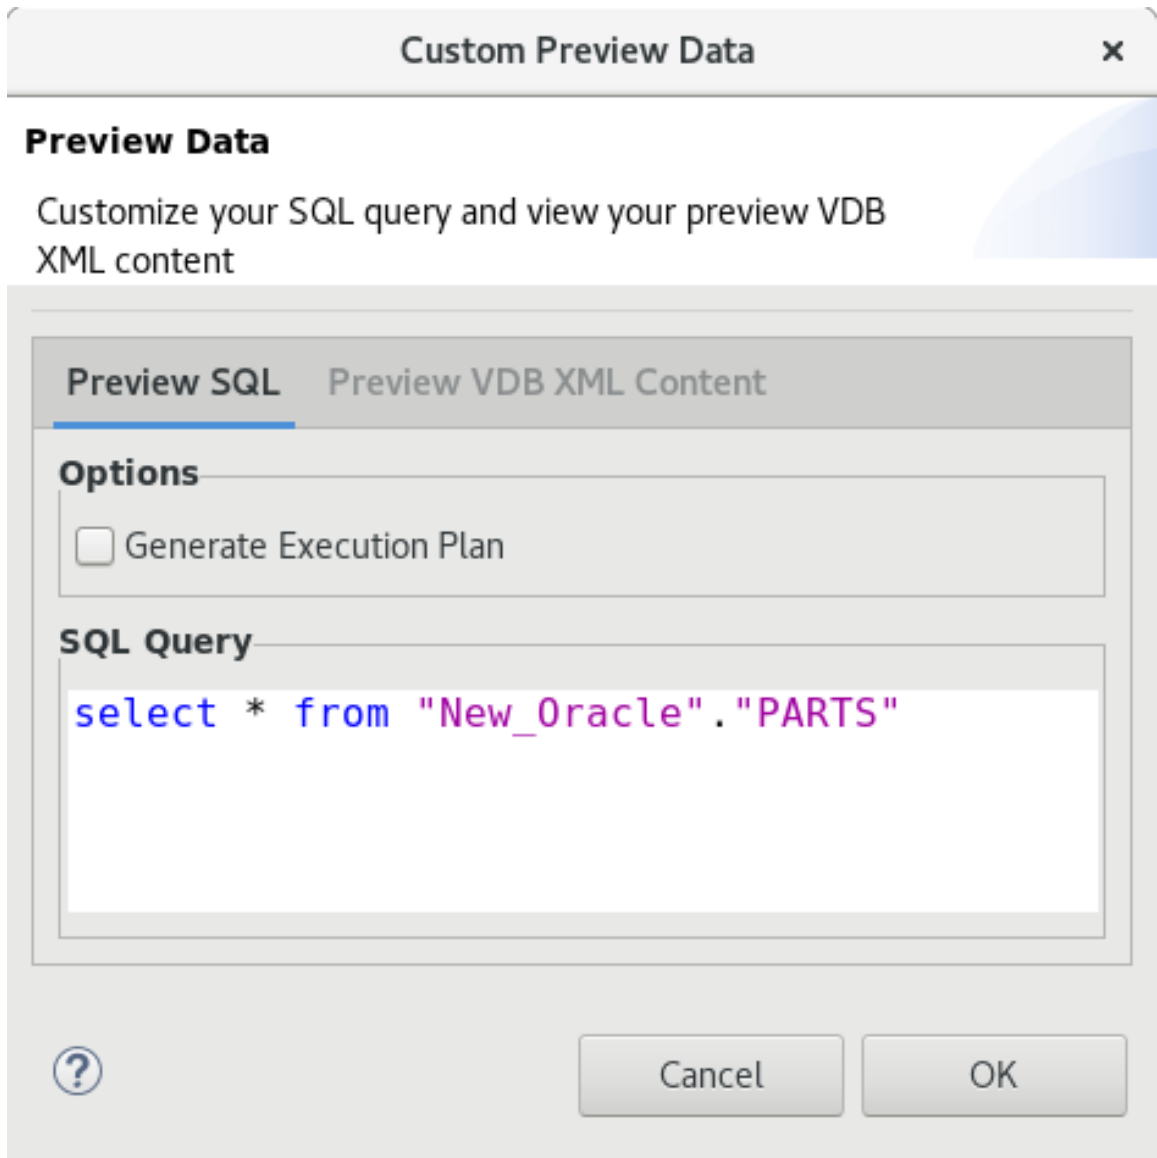 Custom Preview Data
Preview Data
Customize your SQL query and view your preview VDB
XML content
Preview SQL Preview VDB XML Content
Options
Generate Execution Plan
SQL Query
select * from "New_Oracle"."PARTS"
? Cancel OK